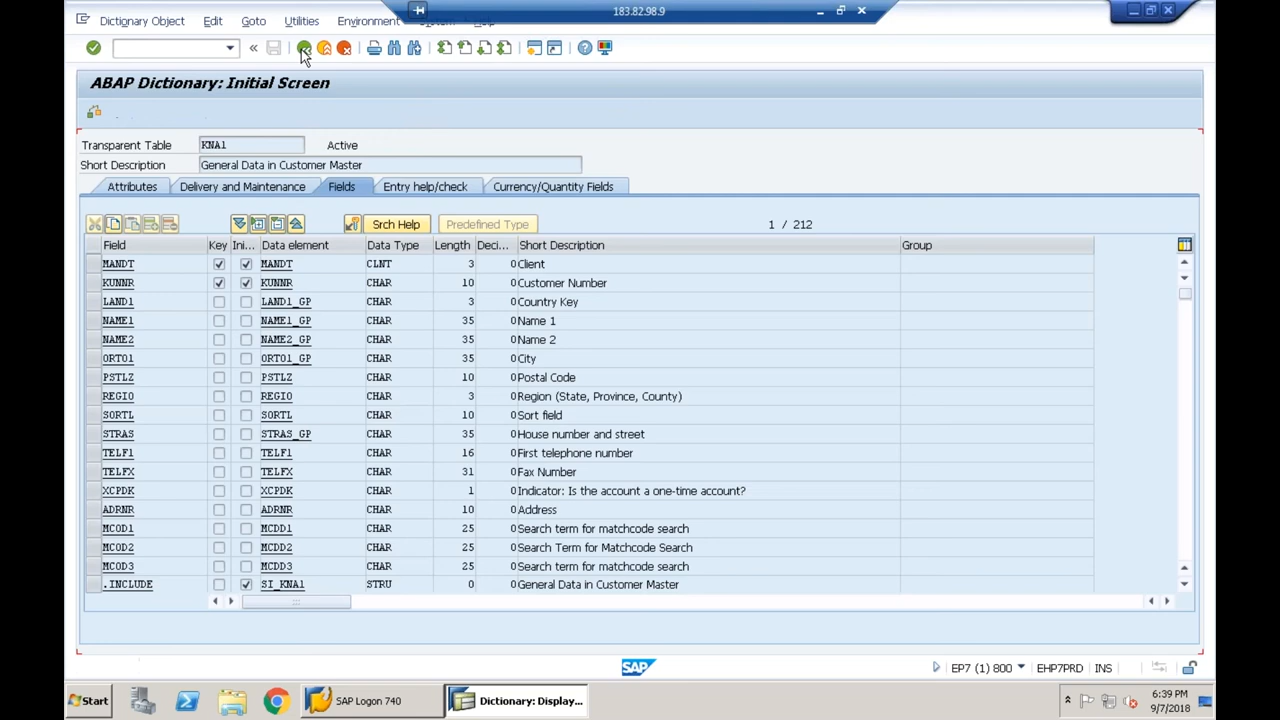 183.82.98.9
Dictionary Object Edit Goto Utilities Environment System Help
ABAP Dictionary: Initial Screen
Transparent Table KNA1 Active
Short Description General Data in Customer Master
Attributes Delivery and Maintenance Fields Entry help/check Currency/Quantity Fields
Srch Help Predefined Type 1 / 212
Field Key Ini... Data element Data Type Length Deci... Short Description Group
MANDT MANDT CLNT 3 0 Client
KUNNR KUNNR CHAR 10 0 Customer Number
LAND1 LAND1_GP CHAR 3 0 Country Key
NAME1 NAME1_GP CHAR 35 0 Name 1
NAME2 NAME2_GP CHAR 35 0 Name 2
ORT01 ORT01_GP CHAR 35 0 City
PSTLZ PSTLZ CHAR 10 0 Postal Code
REGIO REGIO CHAR 3 0 Region (State, Province, County)
SORTL SORTL CHAR 10 0 Sort field
STRAS STRAS_GP CHAR 35 0 House number and street
TELF1 TELF1 CHAR 16 0 First telephone number
TELFX TELFX CHAR 31 0 Fax Number
XCPDK XCPDK CHAR 1 0 Indicator: Is the account a one-time account?
ADRNR ADRNR CHAR 10 0 Address
MCOD1 MCDD1 CHAR 25 0 Search term for matchcode search
MCOD2 MCDD2 CHAR 25 0 Search Term for Matchcode Search
MCOD3 MCDD3 CHAR 25 0 Search term for matchcode search
.INCLUDE SI_KNA1 STRU 0 0 General Data in Customer Master
SAP EP7 (1) 800 EHP7PRD INS
Start SAP Logon 740 Dictionary: Display... 6:39 PM
9/7/2018